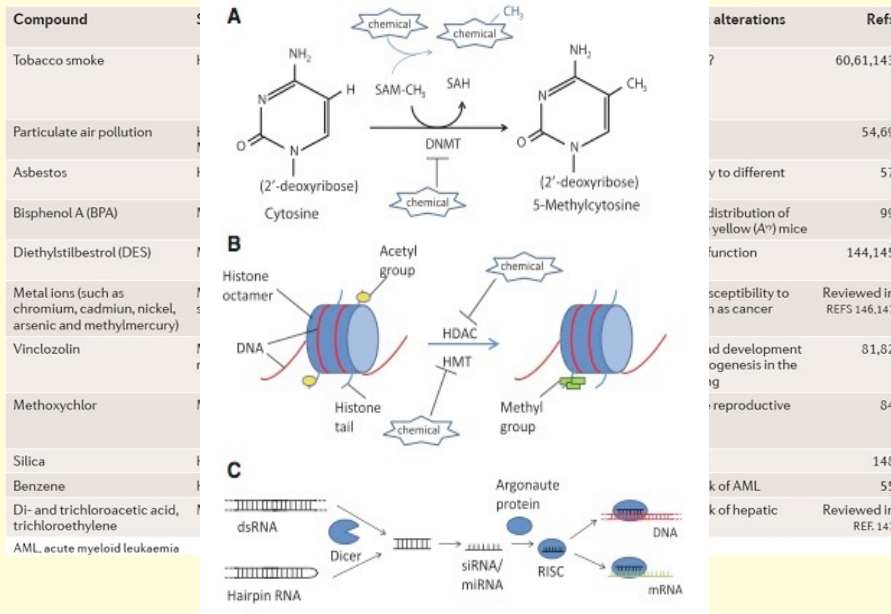 Compound
Tobacco smoke
Particulate air pollution
Asbestos
Bisphenol A (BPA)
Diethylstilbestrol (DES)
Metal ions (such as
chromium, cadmiun, nickel,
arsenic and methylmercury)
Vinclozolin
Methoxychlor
Silica
Benzene
Di- and trichloroacetic acid,
trichloroethylene
AML, acute myeloid leukaemia
A
chemical
CH3
chemical
NH2
N
H
O
N
(2'-deoxyribose)
Cytosine
SAM-CH3
SAH
DNMT
chemical
NH2
N
CH3
O
N
(2'-deoxyribose)
5-Methylcytosine
B
Histone
octamer
Acetyl
group
DNA
Histone
tail
chemical
HDAC
HMT
chemical
Methyl
group
C
dsRNA
Hairpin RNA
Dicer
siRNA/
miRNA
Argonaute
protein
RISC
DNA
mRNA
alterations
Refs
?
60,61,143
54,69
to different
57
distribution of
yellow (Avy) mice
99
function
144,145
susceptibility to
as cancer
Reviewed in
REFS 146,147
development
in the
81,82
reproductive
84
148
of AML
55
of hepatic
Reviewed in
REF. 147